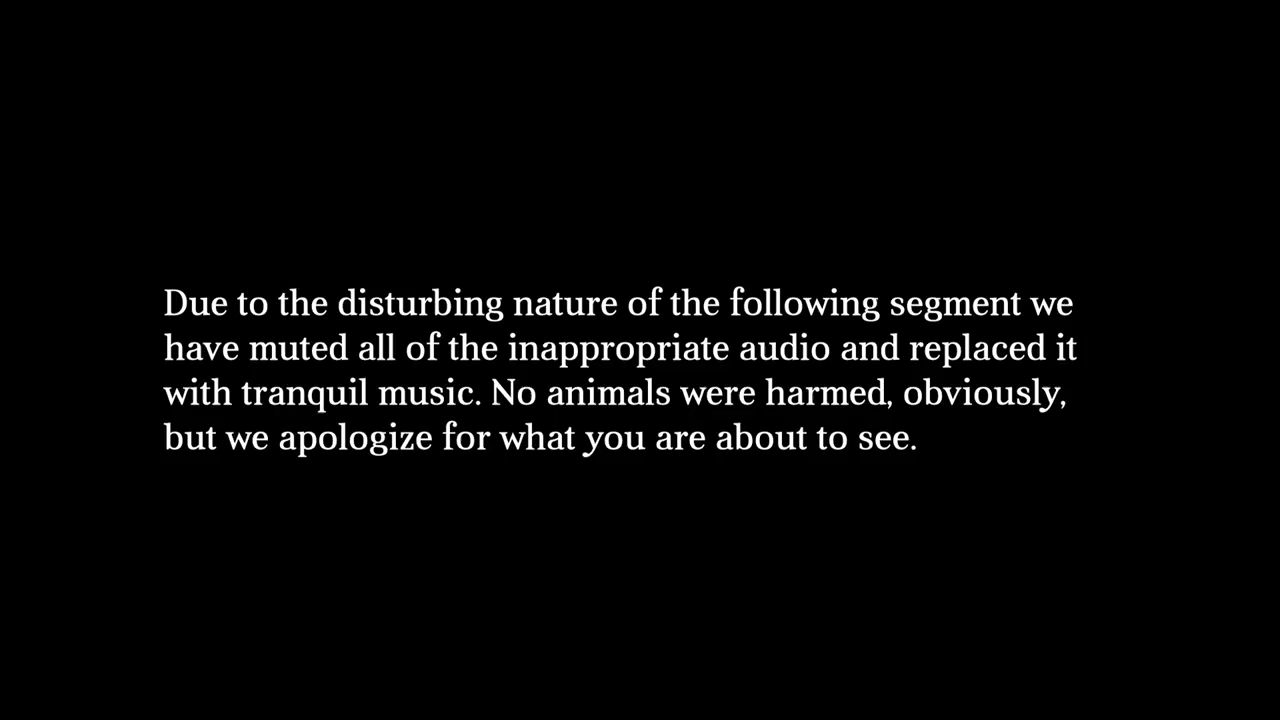 Due to the disturbing nature of the following segment we
have muted all of the inappropriate audio and replaced it
with tranquil music. No animals were harmed, obviously,
but we apologize for what you are about to see.